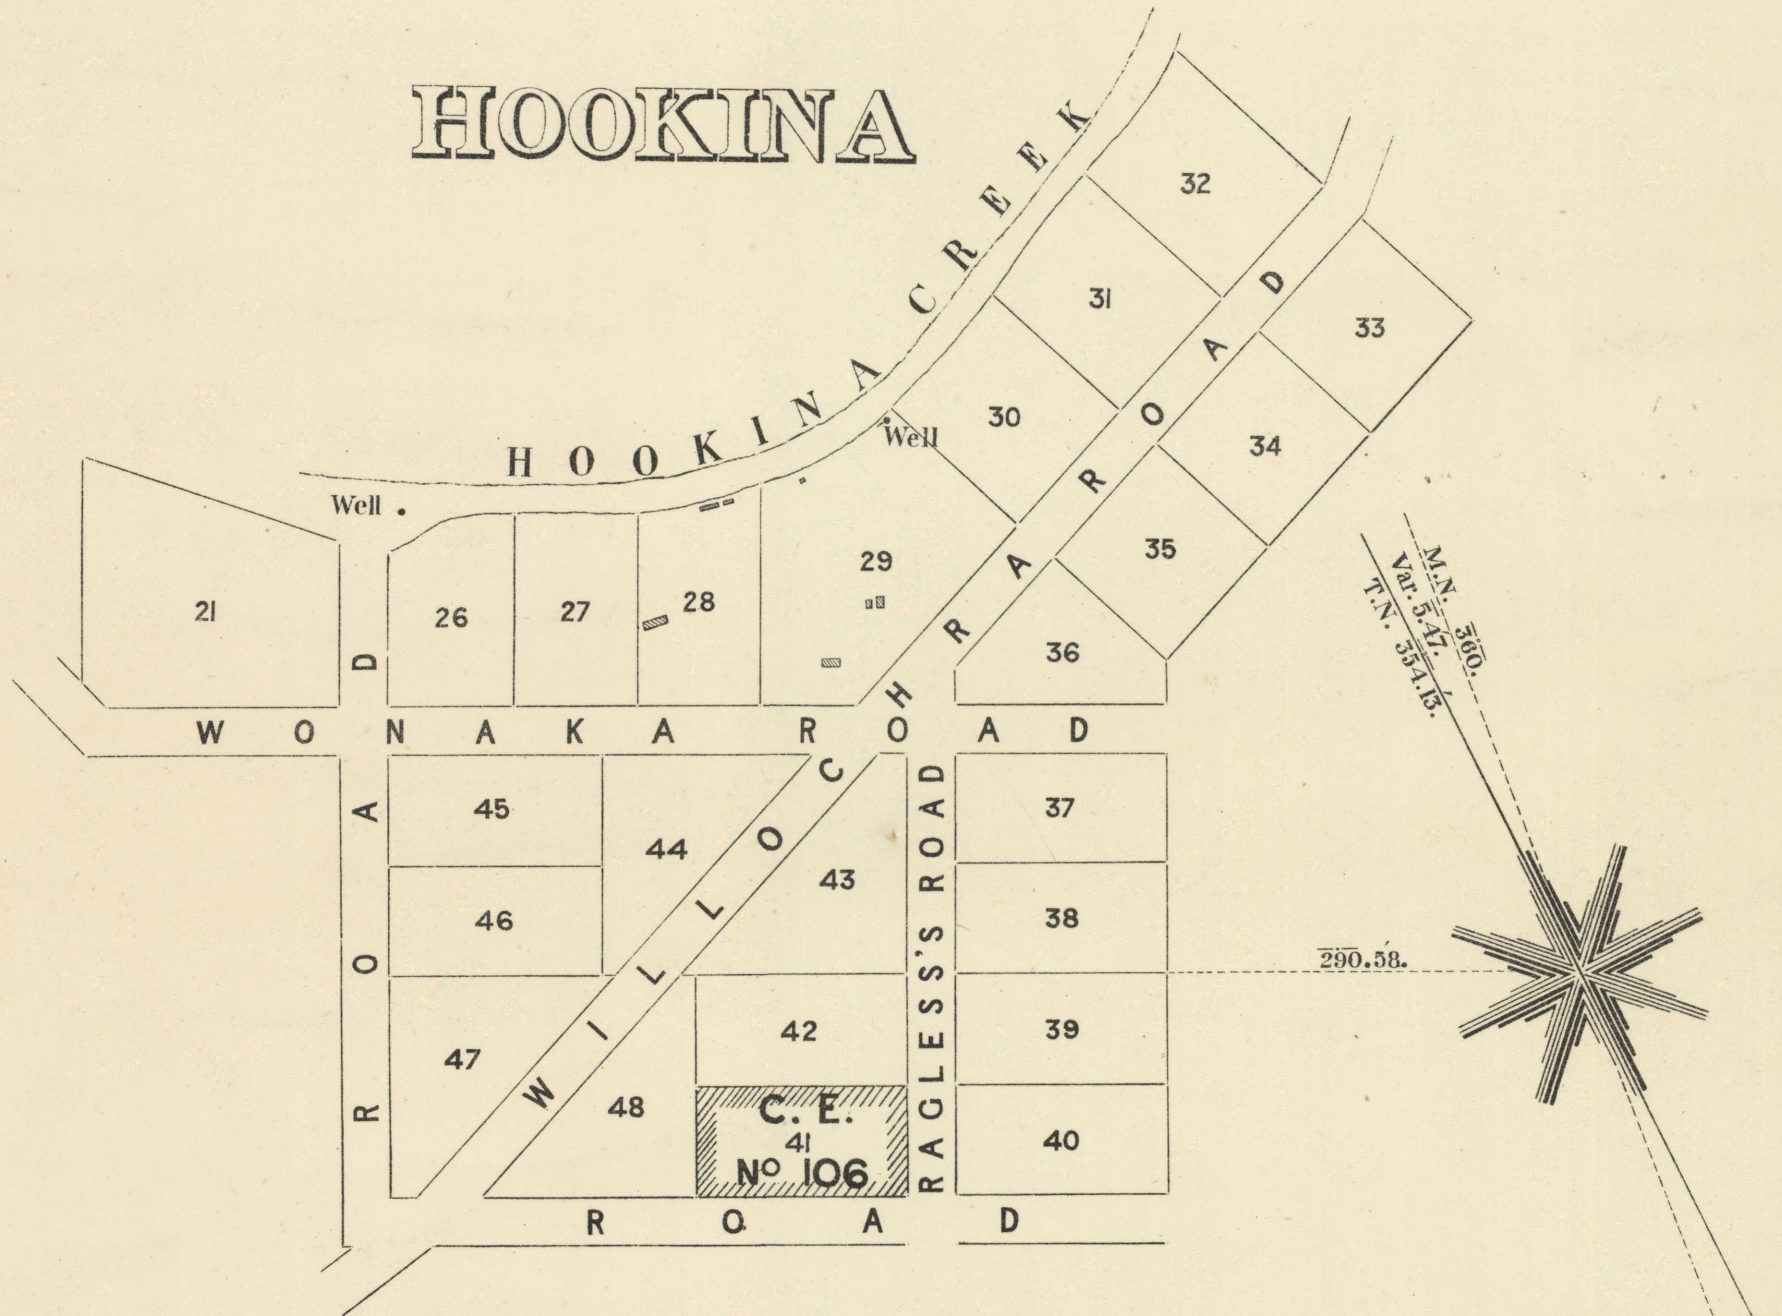 HOOKINA
HOOKINA CREEK
32
31
33
30
34
Well
Well
35
29
21
26
27
28
36
M.N. 360.
Var. 5.47.
T.N. 354.13.
WILLOCHRA ROAD
WONAKA ROAD
ROAD
45
44
37
43
46
38
RAGLESS'S ROAD
290.58.
47
42
39
48
C. E.
41
No 106
40
ROAD